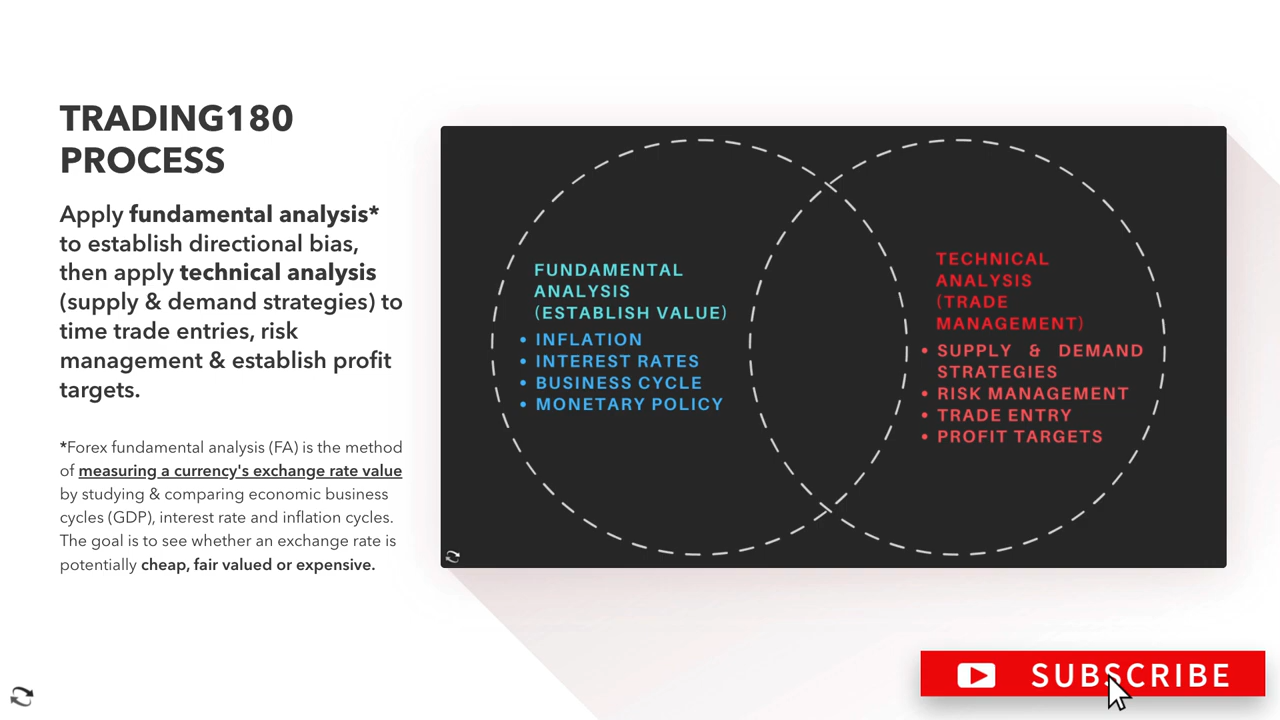 TRADING180
PROCESS
Apply fundamental analysis*
to establish directional bias,
then apply technical analysis
(supply & demand strategies) to
time trade entries, risk
management & establish profit
targets.
*Forex fundamental analysis (FA) is the method
of measuring a currency's exchange rate value
by studying & comparing economic business
cycles (GDP), interest rate and inflation cycles.
The goal is to see whether an exchange rate is
potentially cheap, fair valued or expensive.
FUNDAMENTAL
ANALYSIS
(ESTABLISH VALUE)
• INFLATION
• INTEREST RATES
• BUSINESS CYCLE
• MONETARY POLICY
TECHNICAL
ANALYSIS
(TRADE
MANAGEMENT)
• SUPPLY & DEMAND
STRATEGIES
• RISK MANAGEMENT
• TRADE ENTRY
• PROFIT TARGETS
SUBSCRIBE